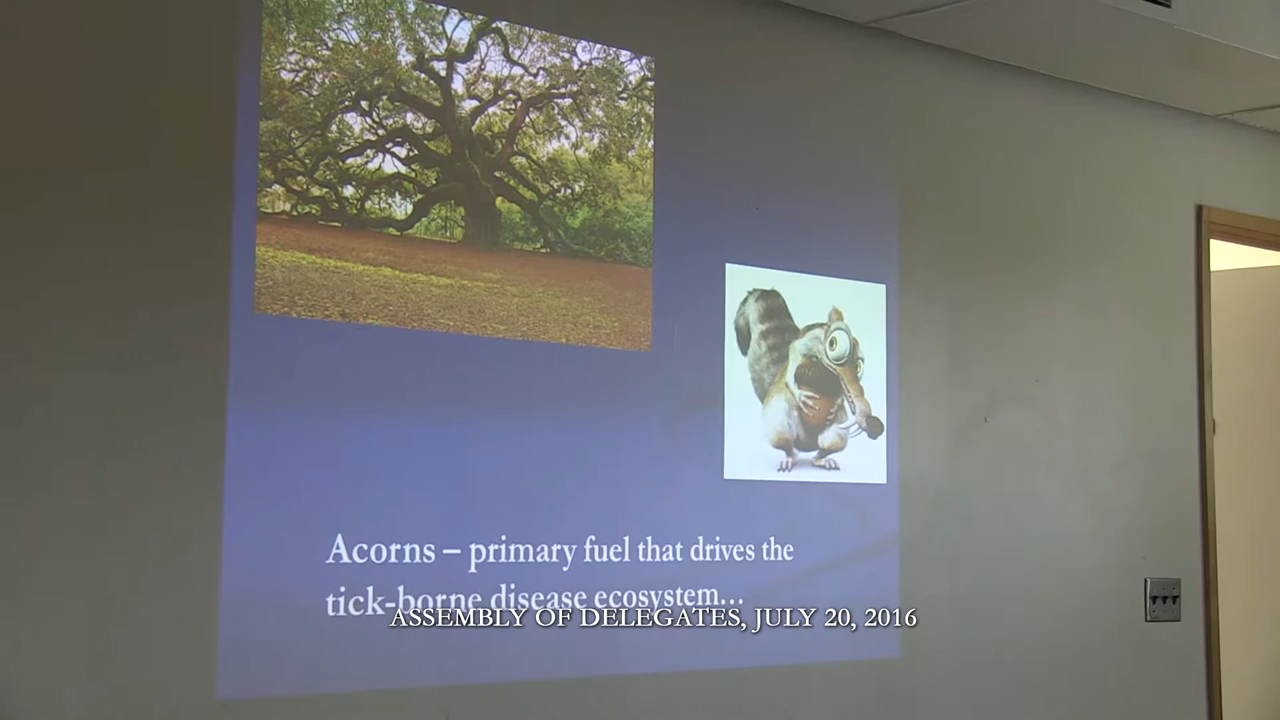 Acorns – primary fuel that drives the
tick-borne disease ecosystem...
ASSEMBLY OF DELEGATES, JULY 20, 2016